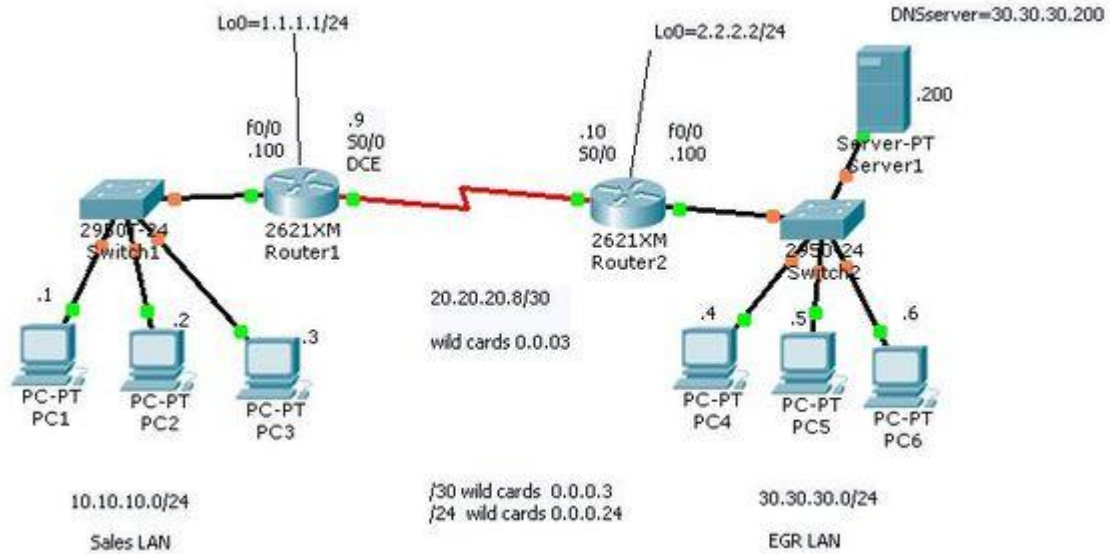 DNSserver=30.30.30.200
Lo0=1.1.1.1/24
Lo0=2.2.2.2/24
.200
Server-PT
Server1
f0/0
.100
.9
S0/0
DCE
.10
S0/0
f0/0
.100
2950T-24
Switch1
2621XM
Router1
2621XM
Router2
2950-24
Switch2
.1
.2
.3
20.20.20.8/30
wild cards 0.0.03
.4
.5
.6
PC-PT
PC1
PC-PT
PC2
PC-PT
PC3
PC-PT
PC4
PC-PT
PC5
PC-PT
PC6
10.10.10.0/24
Sales LAN
/30 wild cards 0.0.0.3
/24 wild cards 0.0.0.24
30.30.30.0/24
EGR LAN